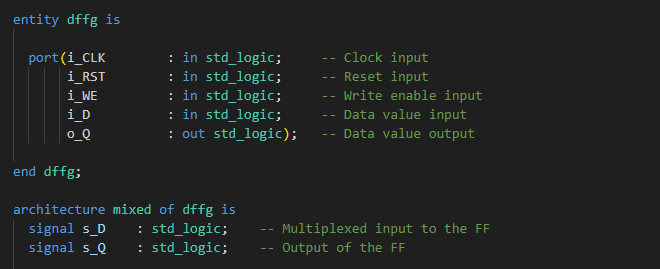 entity dffg is
port(i_CLK : in std_logic; -- Clock input
i_RST : in std_logic; -- Reset input
i_WE : in std_logic; -- Write enable input
i_D : in std_logic; -- Data value input
o_Q : out std_logic); -- Data value output
end dffg;
architecture mixed of dffg is
signal s_D : std_logic; -- Multiplexed input to the FF
signal s_Q : std_logic; -- Output of the FF